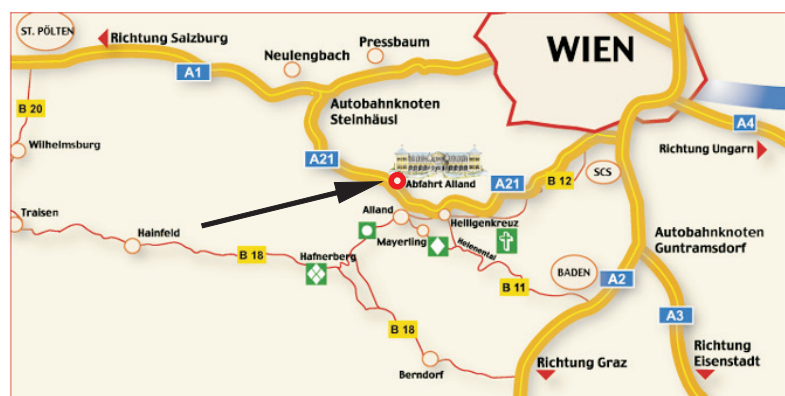 ST. PÖLTEN
Richtung Salzburg
Neulengbach
Pressbaum
WIEN
A1
B 20
Autobahnknoten
Steinhäusl
A4
Richtung Ungarn
Wilhelmsburg
A21
Abfahrt Alland
A21
B 12
SCS
Traisen
Hainfeld
Alland
Heiligenkreuz
Mayerling
Helenental
Autobahnknoten
Guntramsdorf
B 18
Hafnerberg
BADEN
B 11
A2
A3
B 18
Berndorf
Richtung Graz
Richtung
Eisenstadt